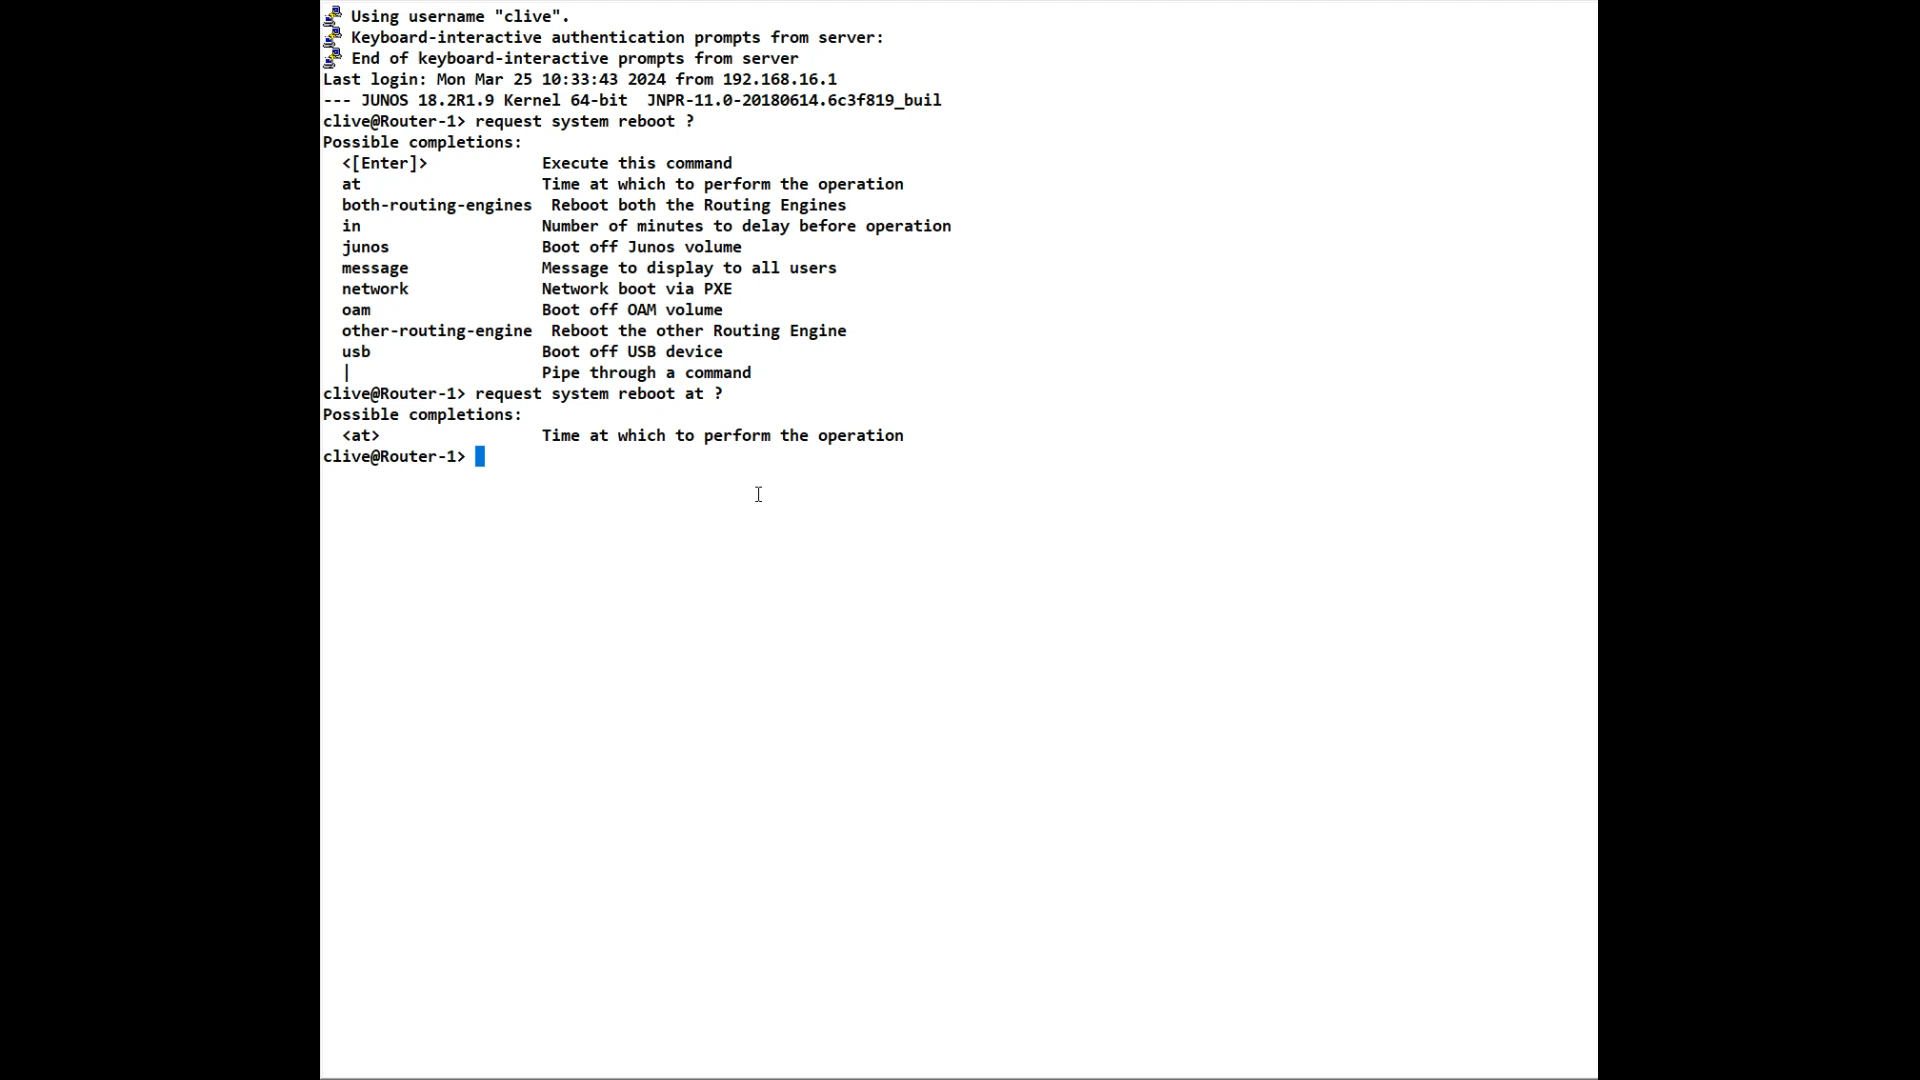 Using username "clive".
Keyboard-interactive authentication prompts from server:
End of keyboard-interactive prompts from server
Last login: Mon Mar 25 10:33:43 2024 from 192.168.16.1
--- JUNOS 18.2R1.9 Kernel 64-bit  JNPR-11.0-20180614.6c3f819_buil
clive@Router-1> request system reboot ?
Possible completions:
  <[Enter]>            Execute this command
  at                   Time at which to perform the operation
  both-routing-engines  Reboot both the Routing Engines
  in                   Number of minutes to delay before operation
  junos                Boot off Junos volume
  message              Message to display to all users
  network              Network boot via PXE
  oam                  Boot off OAM volume
  other-routing-engine  Reboot the other Routing Engine
  usb                  Boot off USB device
  |                    Pipe through a command
clive@Router-1> request system reboot at ?
Possible completions:
  <at>                 Time at which to perform the operation
clive@Router-1>